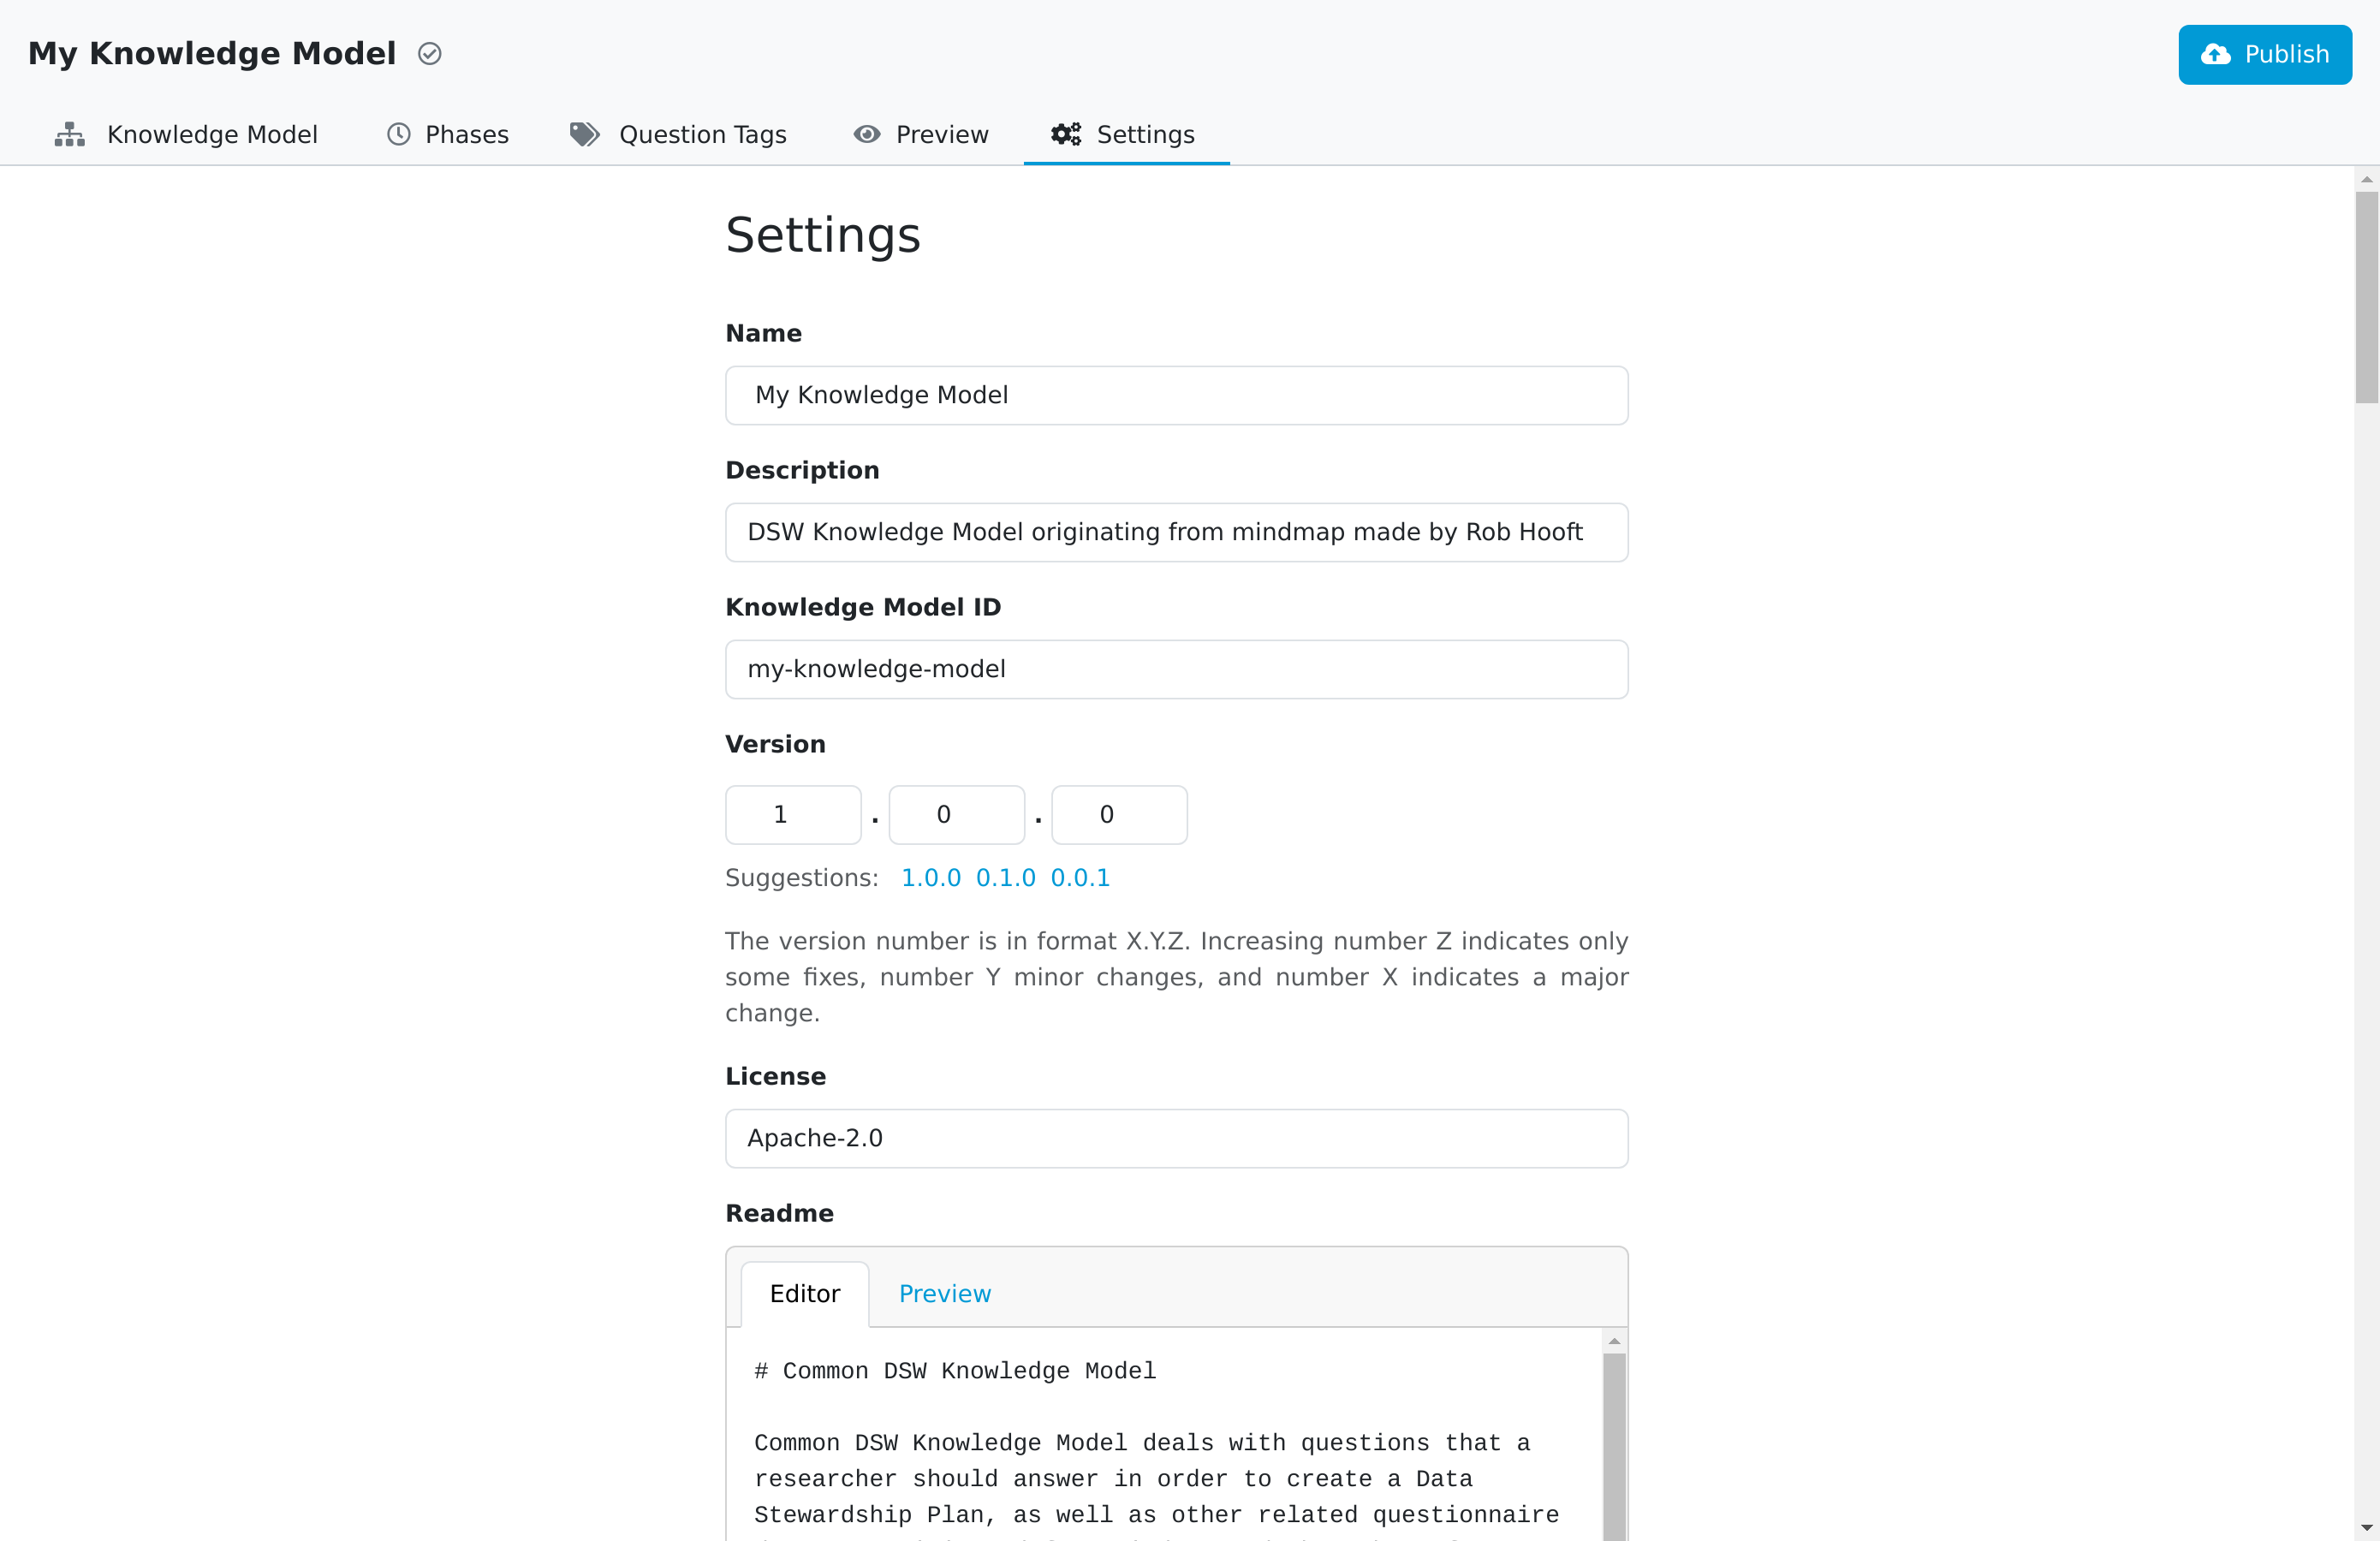 My Knowledge Model
Publish
Knowledge Model
Phases
Question Tags
Preview
Settings
Settings
Name
My Knowledge Model
Description
DSW Knowledge Model originating from mindmap made by Rob Hooft
Knowledge Model ID
my-knowledge-model
Version
1 . 0 . 0
Suggestions: 1.0.0 0.1.0 0.0.1
The version number is in format X.Y.Z. Increasing number Z indicates only
some fixes, number Y minor changes, and number X indicates a major
change.
License
Apache-2.0
Readme
Editor Preview
# Common DSW Knowledge Model
Common DSW Knowledge Model deals with questions that a
researcher should answer in order to create a Data
Stewardship Plan, as well as other related questionnaire